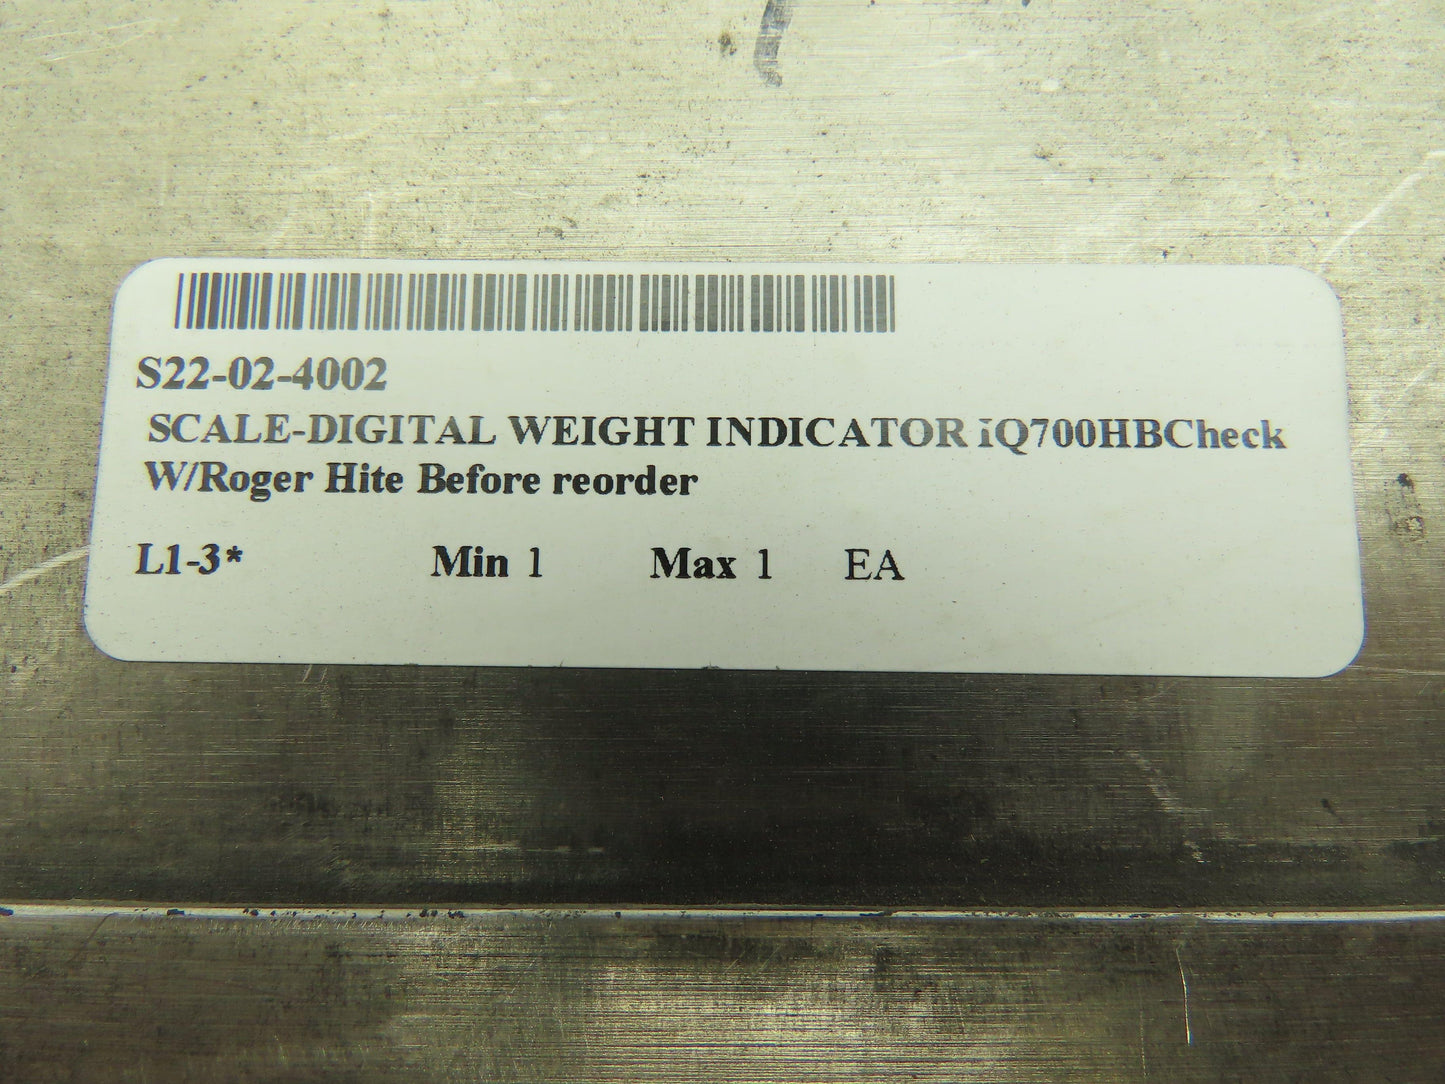 S22-02-4002
SCALE-DIGITAL WEIGHT INDICATOR iQ700HBCheck
W/Roger Hite Before reorder
L1-3* Min 1 Max 1 EA